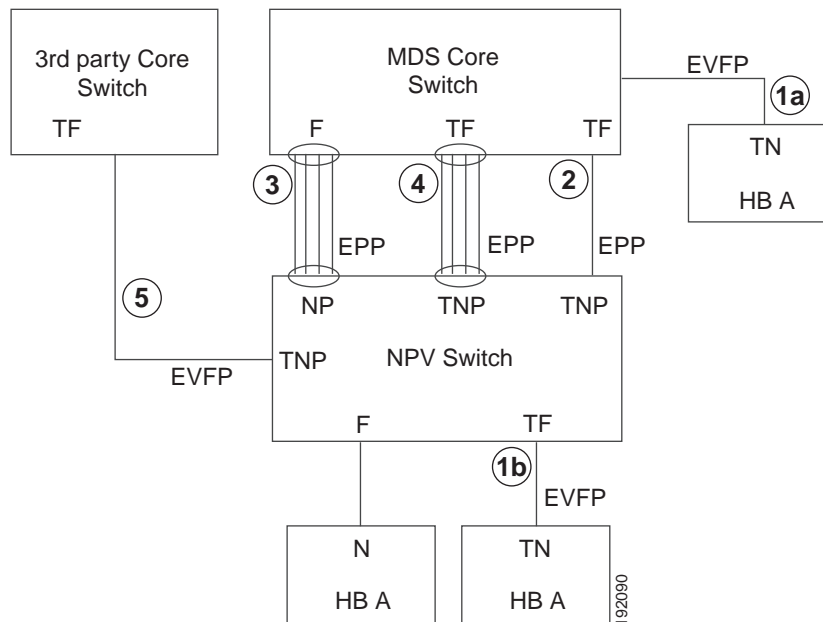 3rd party Core
Switch
TF
MDS Core
Switch
F
TF
TF
EVFP
1a
TN
HB A
3
4
2
EPP
EPP
EPP
5
NP
TNP
TNP
EVFP
TNP
NPV Switch
F
TF
1b
EVFP
N
HB A
TN
HB A
192090